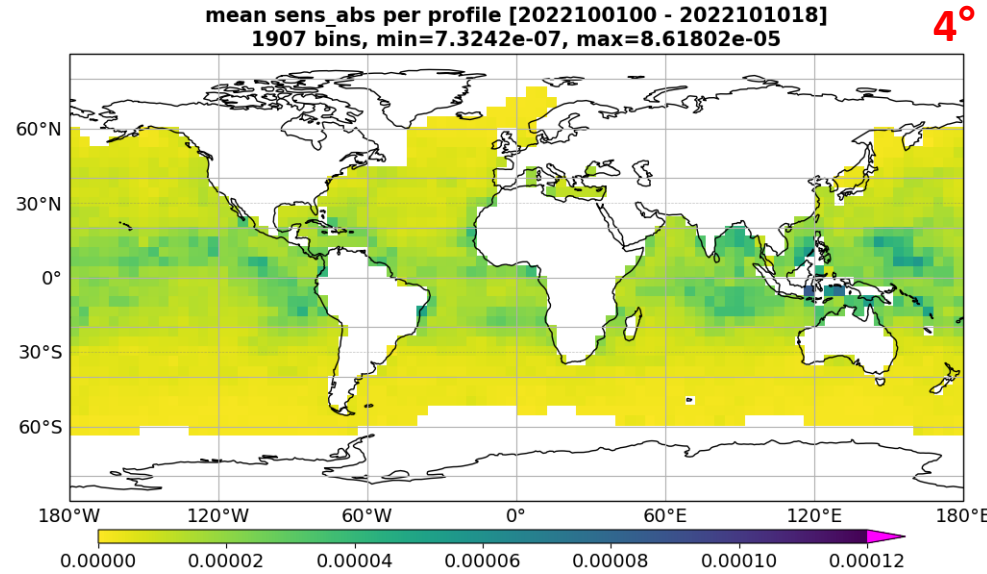 mean sens_abs per profile [2022100100 - 2022101018]
1907 bins, min=7.3242e-07, max=8.61802e-05
4°
60°N
30°N
0°
30°S
60°S
180°W 120°W 60°W 0° 60°E 120°E 180°E
0.00000 0.00002 0.00004 0.00006 0.00008 0.00010 0.00012